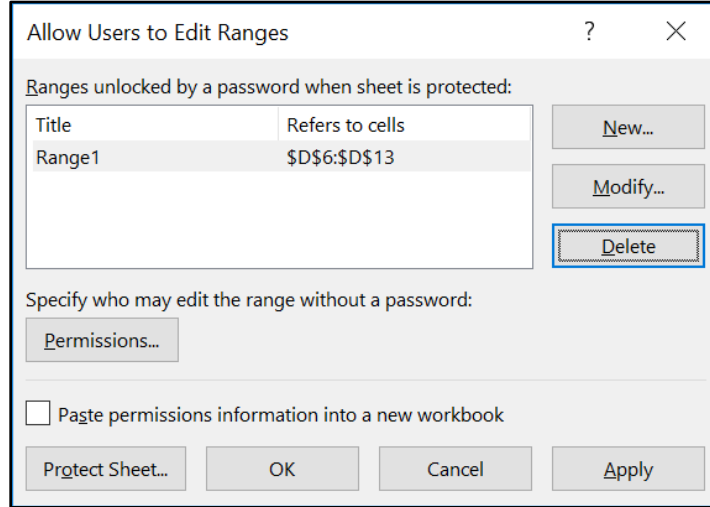 Allow Users to Edit Ranges ?
Ranges unlocked by a password when sheet is protected:
Title Refers to cells
New...
Range1 $D$6:$D$13
Modify...
Delete
Specify who may edit the range without a password:
Permissions...
Paste permissions information into a new workbook
Protect Sheet... OK Cancel Apply